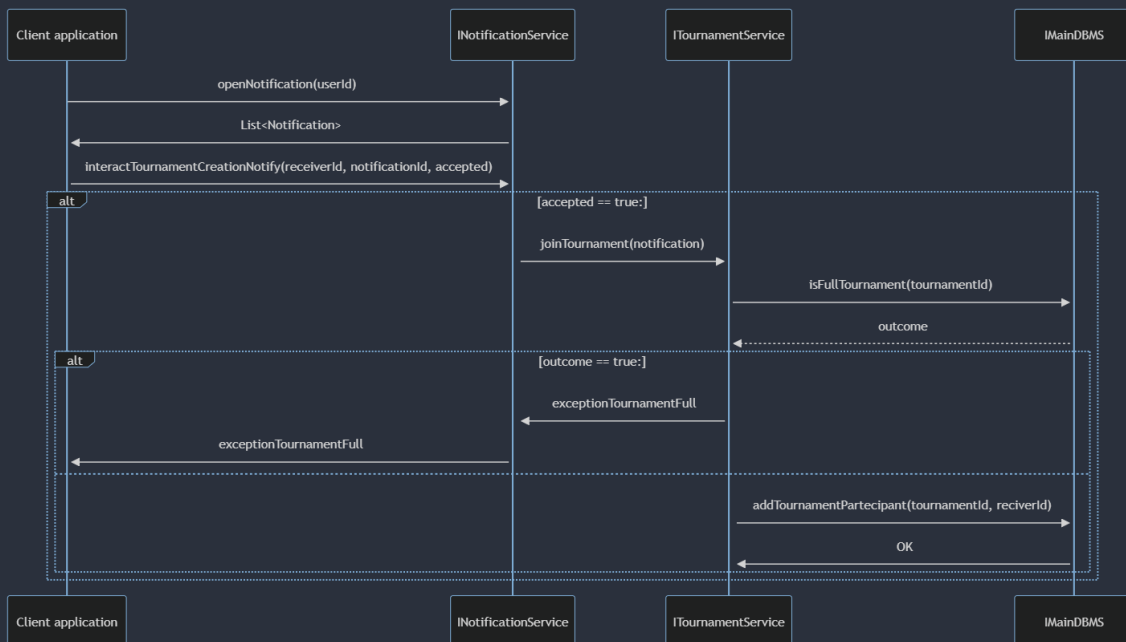 Client application
INotificationService
ITournamentService
IMainDBMS
openNotification(userId)
List<Notification>
interactTournamentCreationNotify(receiverId, notificationId, accepted)
alt
[accepted == true:]
joinTournament(notification)
isFullTournament(tournamentId)
outcome
alt
[outcome == true:]
exceptionTournamentFull
exceptionTournamentFull
addTournamentPartecipant(tournamentId, reciverId)
OK
Client application
INotificationService
ITournamentService
IMainDBMS